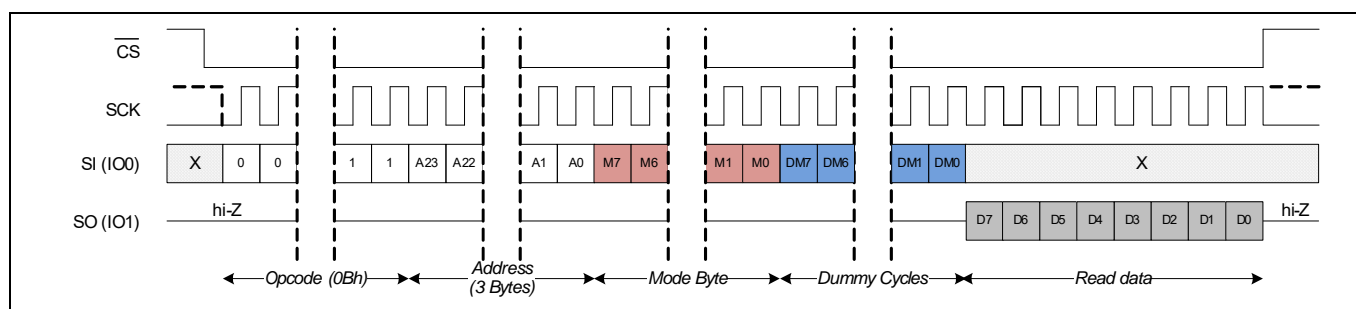 CS
SCK
SI (IO0) X 0 0 1 1 A23 A22 A1 A0 M7 M6 M1 M0 DM7 DM6 DM1 DM0 X
SO (IO1) hi-Z D7 D6 D5 D4 D3 D2 D1 D0 hi-Z
Opcode (0Bh) Address (3 Bytes) Mode Byte Dummy Cycles Read data